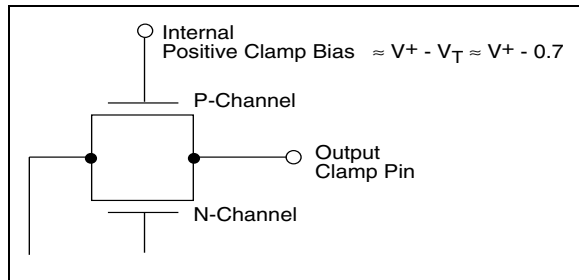 Internal
Positive Clamp Bias ≈ V+ - VT ≈ V+ - 0.7
P-Channel
Output
Clamp Pin
N-Channel